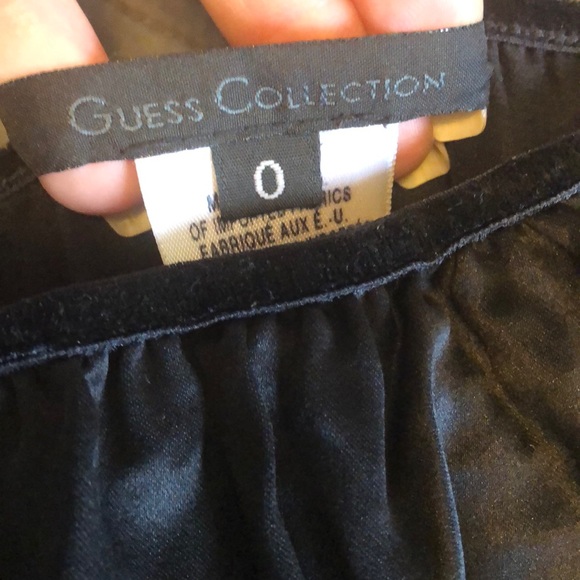 GUESS COLLECTION
0
M
OF IMPORTED FABRICS
FABRIQUÉ AUX É.-U.